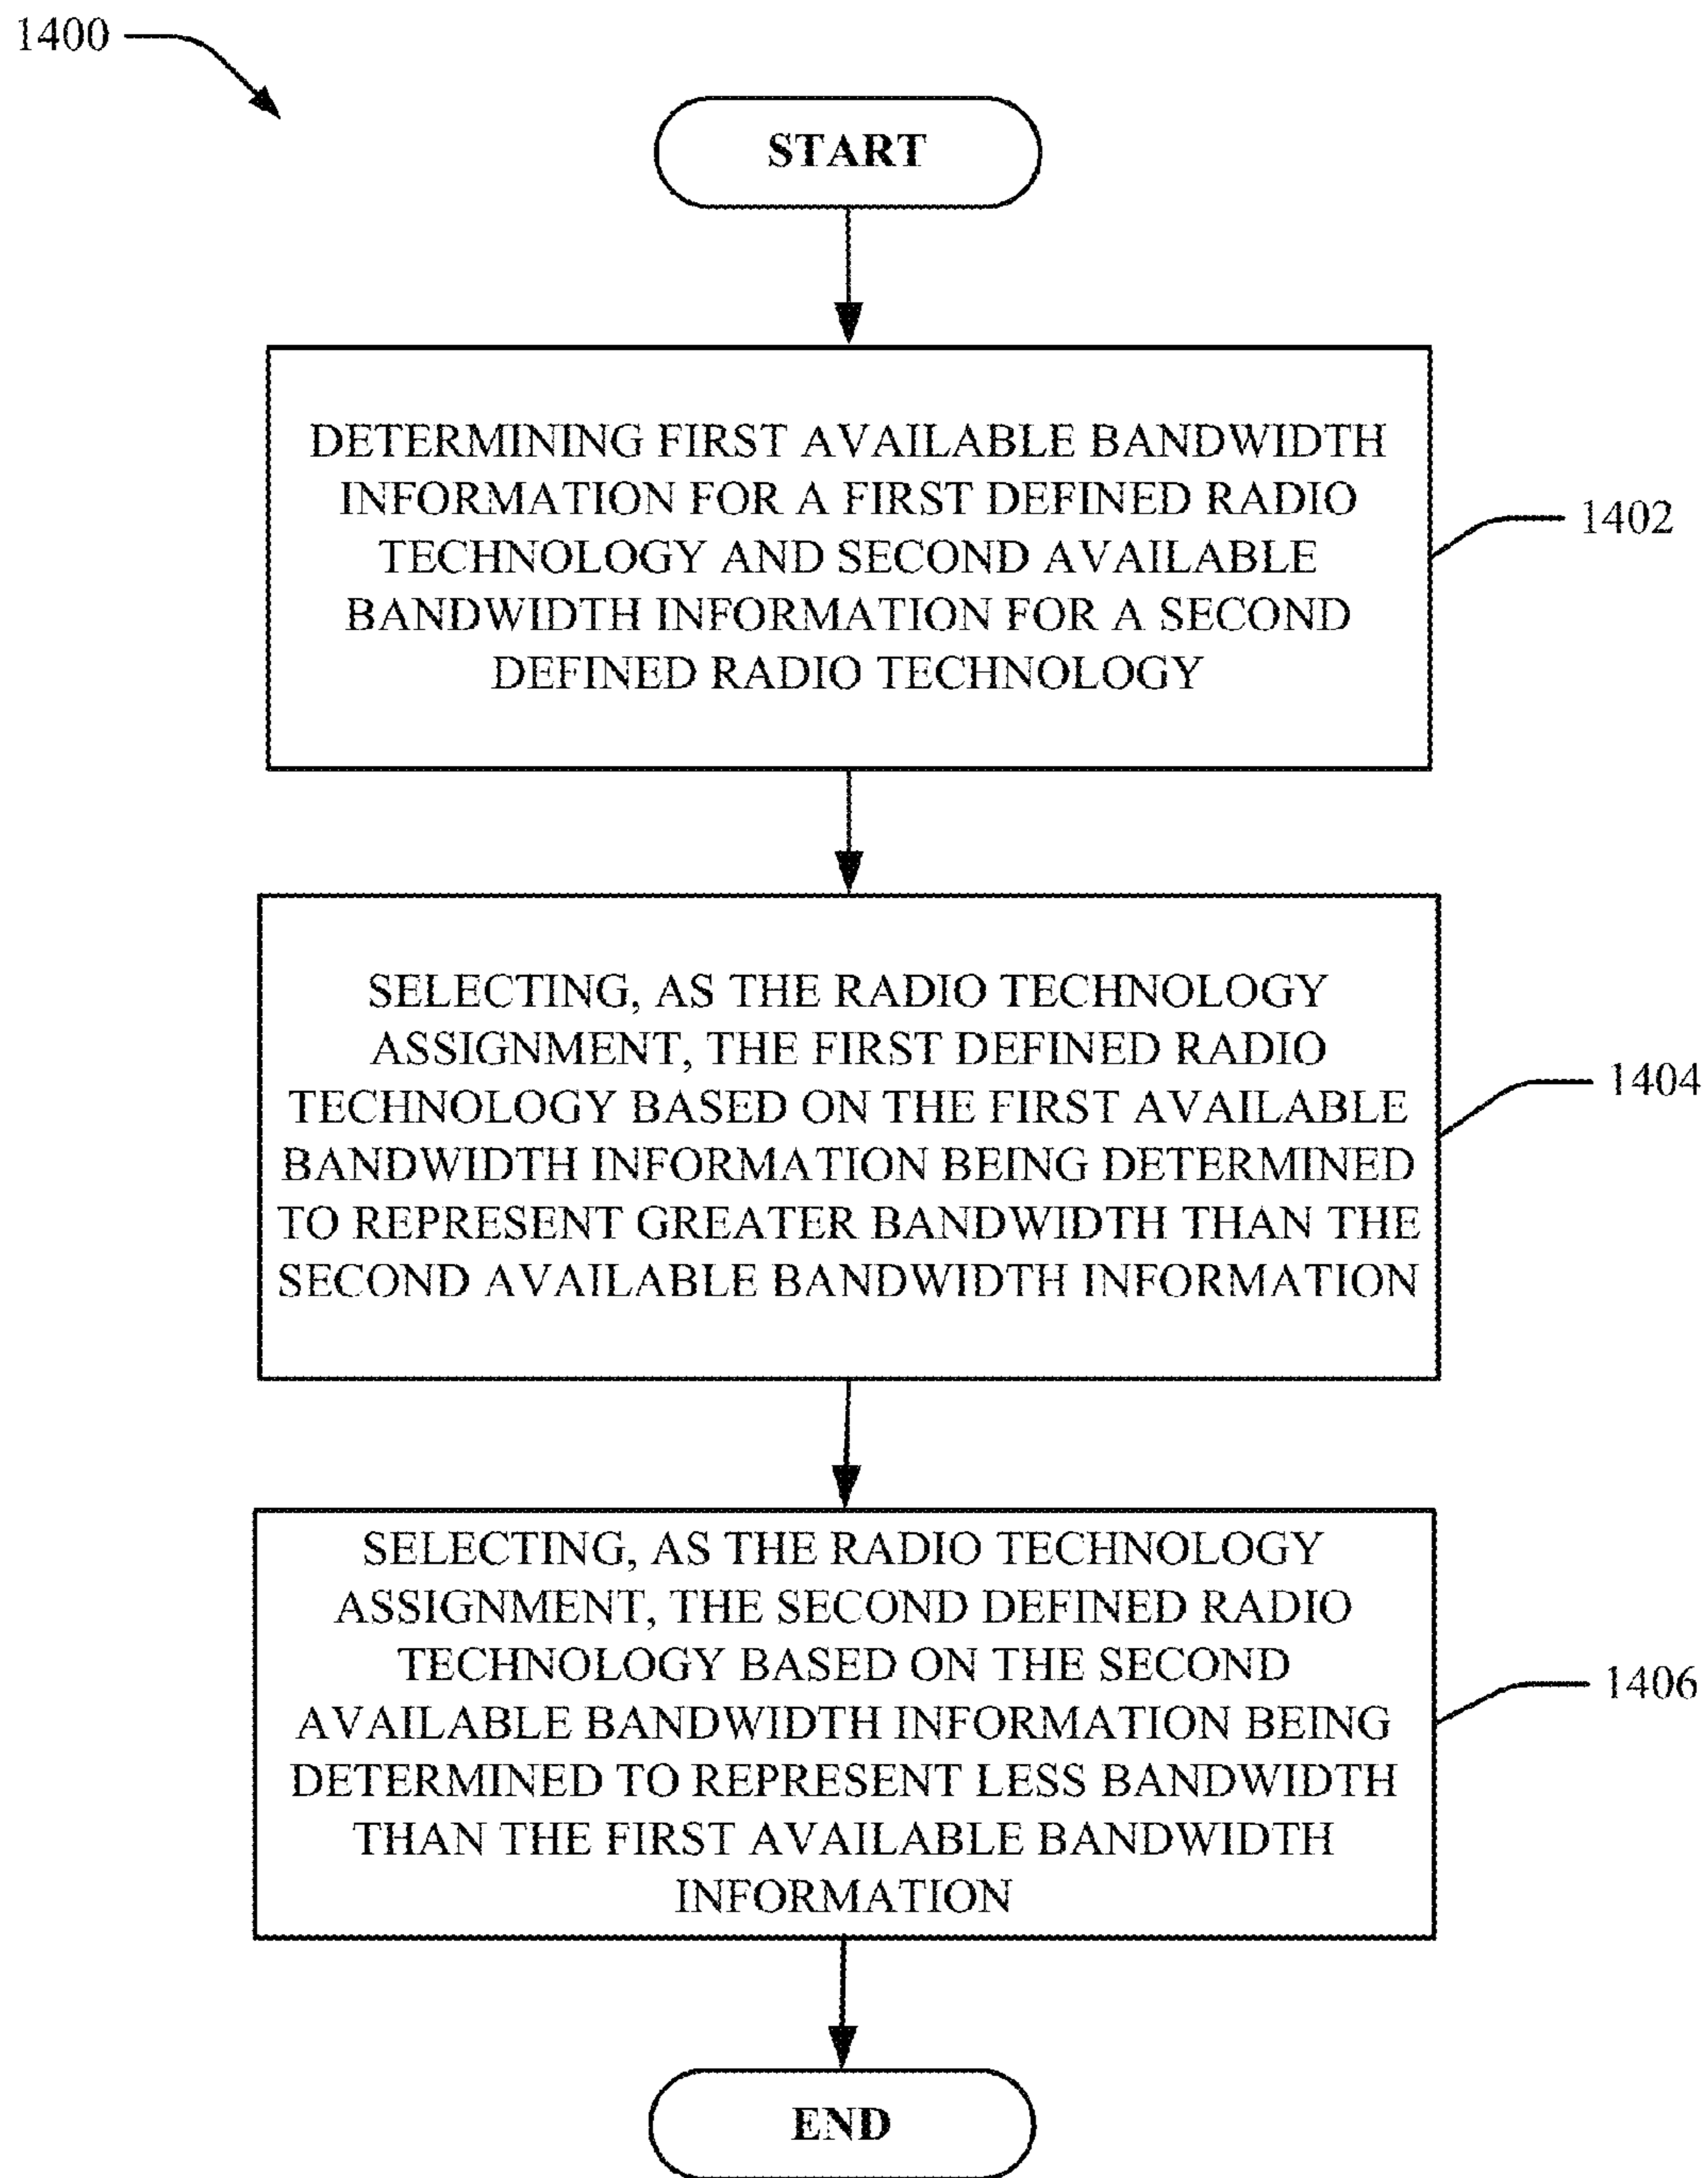 1400
START
DETERMINING FIRST AVAILABLE BANDWIDTH
INFORMATION FOR A FIRST DEFINED RADIO
TECHNOLOGY AND SECOND AVAILABLE
BANDWIDTH INFORMATION FOR A SECOND
DEFINED RADIO TECHNOLOGY
1402
SELECTING, AS THE RADIO TECHNOLOGY
ASSIGNMENT, THE FIRST DEFINED RADIO
TECHNOLOGY BASED ON THE FIRST AVAILABLE
BANDWIDTH INFORMATION BEING DETERMINED
TO REPRESENT GREATER BANDWIDTH THAN THE
SECOND AVAILABLE BANDWIDTH INFORMATION
1404
SELECTING, AS THE RADIO TECHNOLOGY
ASSIGNMENT, THE SECOND DEFINED RADIO
TECHNOLOGY BASED ON THE SECOND
AVAILABLE BANDWIDTH INFORMATION BEING
DETERMINED TO REPRESENT LESS BANDWIDTH
THAN THE FIRST AVAILABLE BANDWIDTH
INFORMATION
1406
END